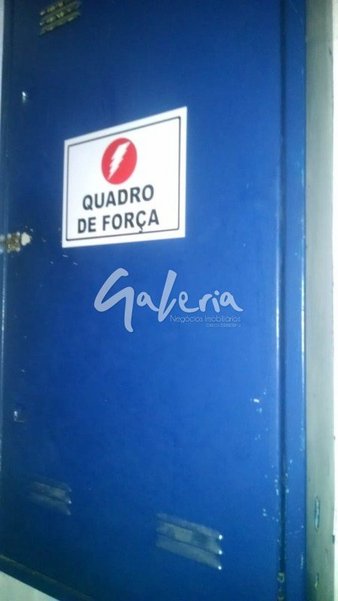 QUADRO
DE FORÇA
Galeria
Negócios Imobiliários